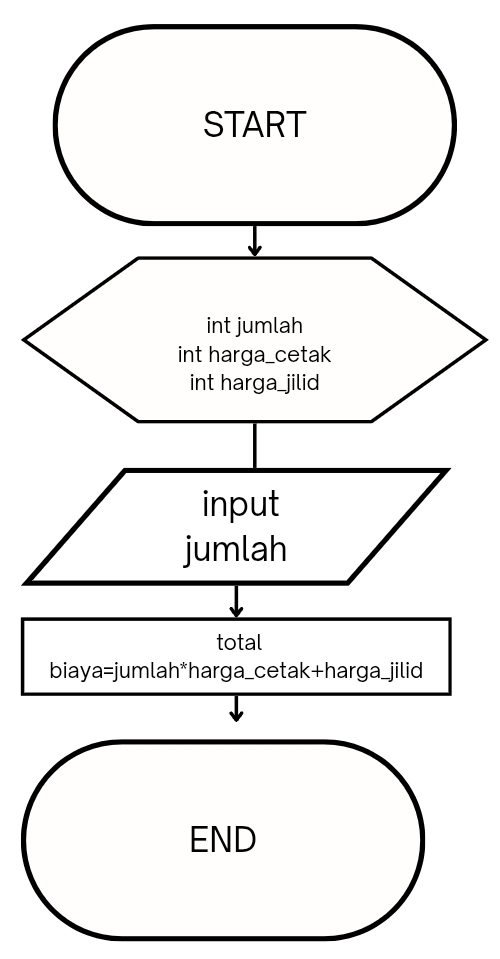 START
int jumlah
int harga_cetak
int harga_jilid
input
jumlah
total
biaya=jumlah*harga_cetak+harga_jilid
END